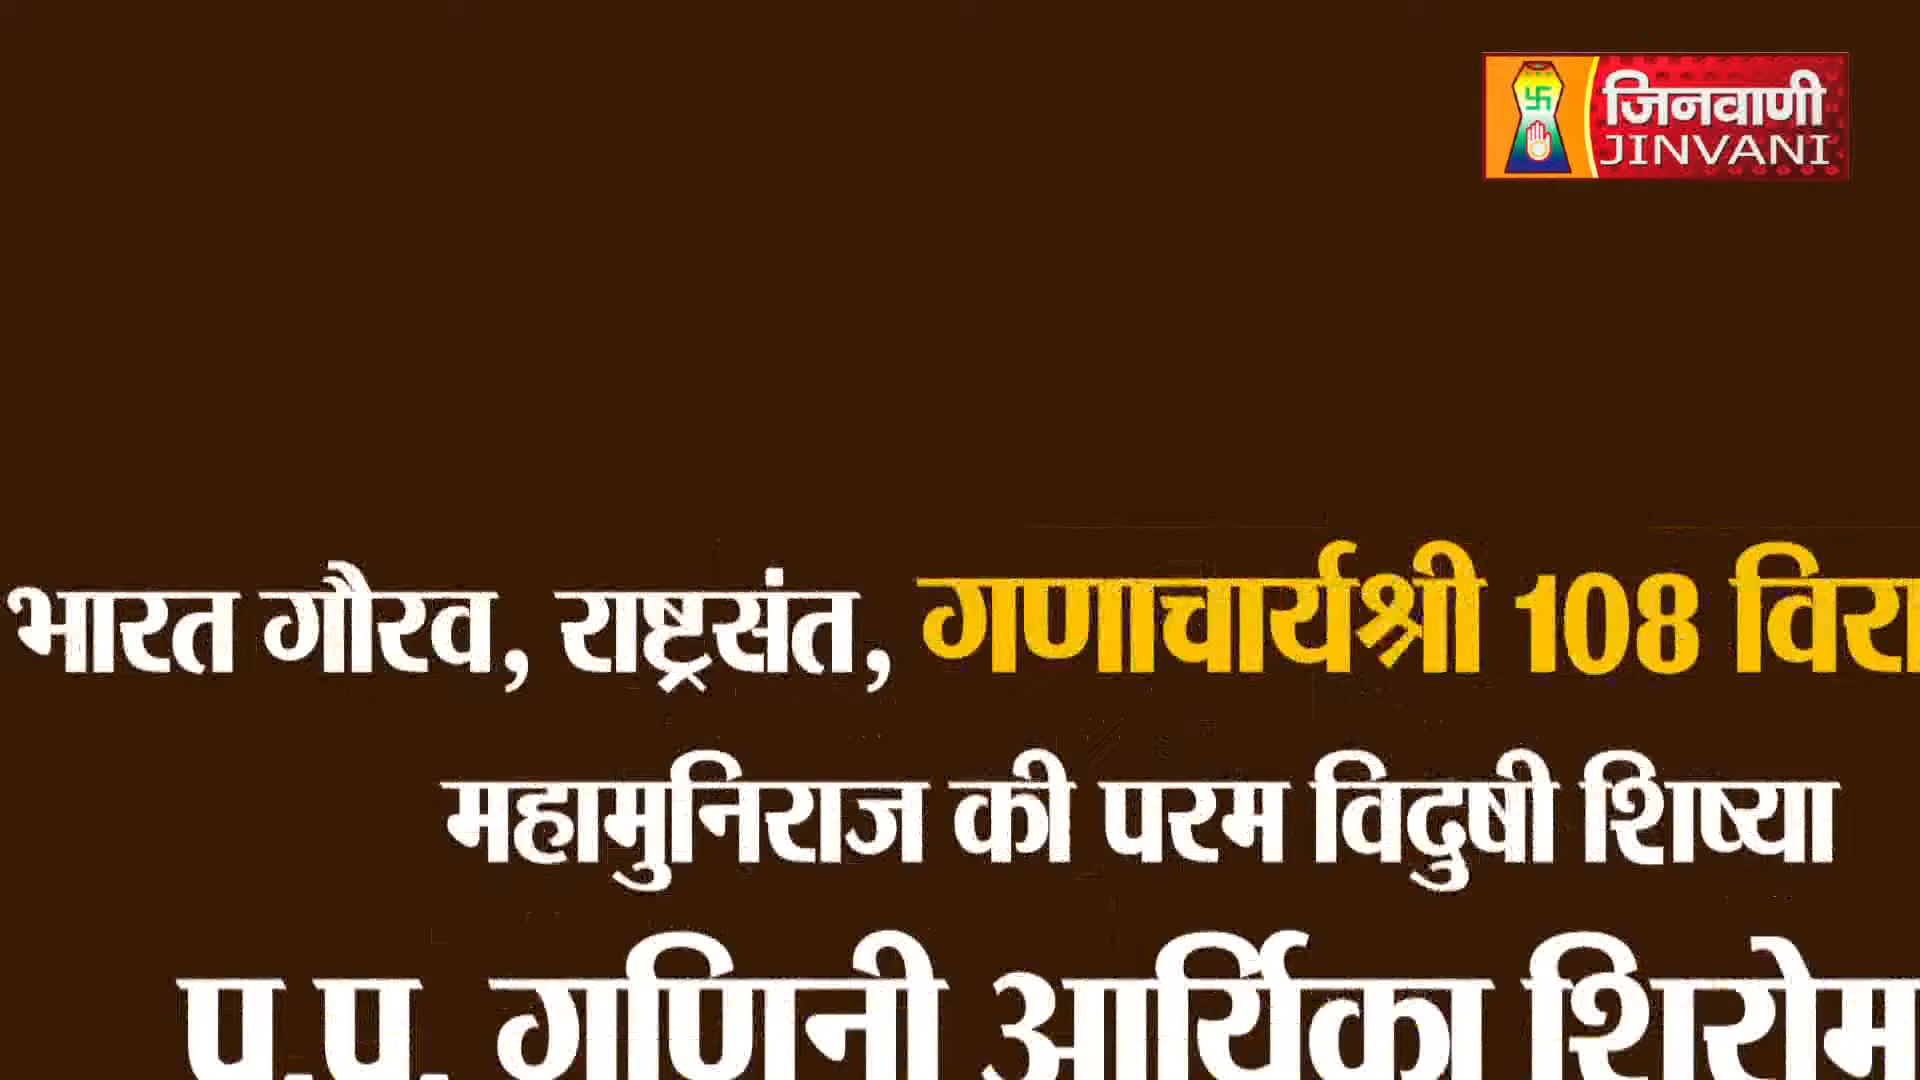 जिनवाणी
JINVANI
भारत गौरव, राष्ट्रसंत, गणाचार्यश्री 108 विरा
महामुनिराज की परम विदुषी शिष्या
प.प. गणिनी आर्यिका शिरोम